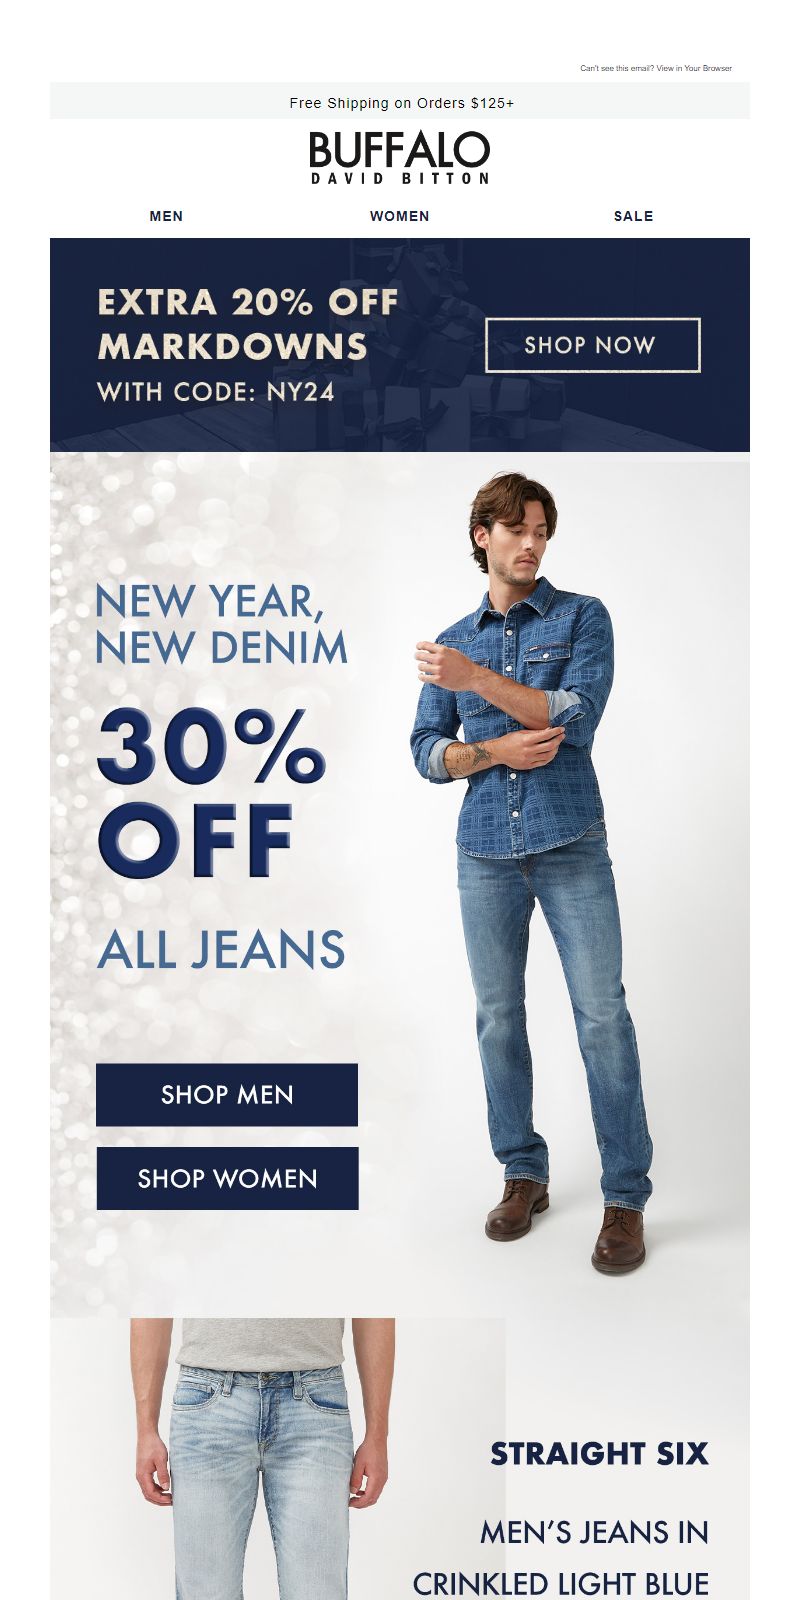 Can't see this email? View in Your Browser
Free Shipping on Orders $125+
BUFFALO
DAVID BITTON
MEN WOMEN SALE
EXTRA 20% OFF
MARKDOWNS
WITH CODE: NY24
SHOP NOW
NEW YEAR,
NEW DENIM
30%
OFF
ALL JEANS
SHOP MEN
SHOP WOMEN
STRAIGHT SIX
MEN’S JEANS IN
CRINKLED LIGHT BLUE